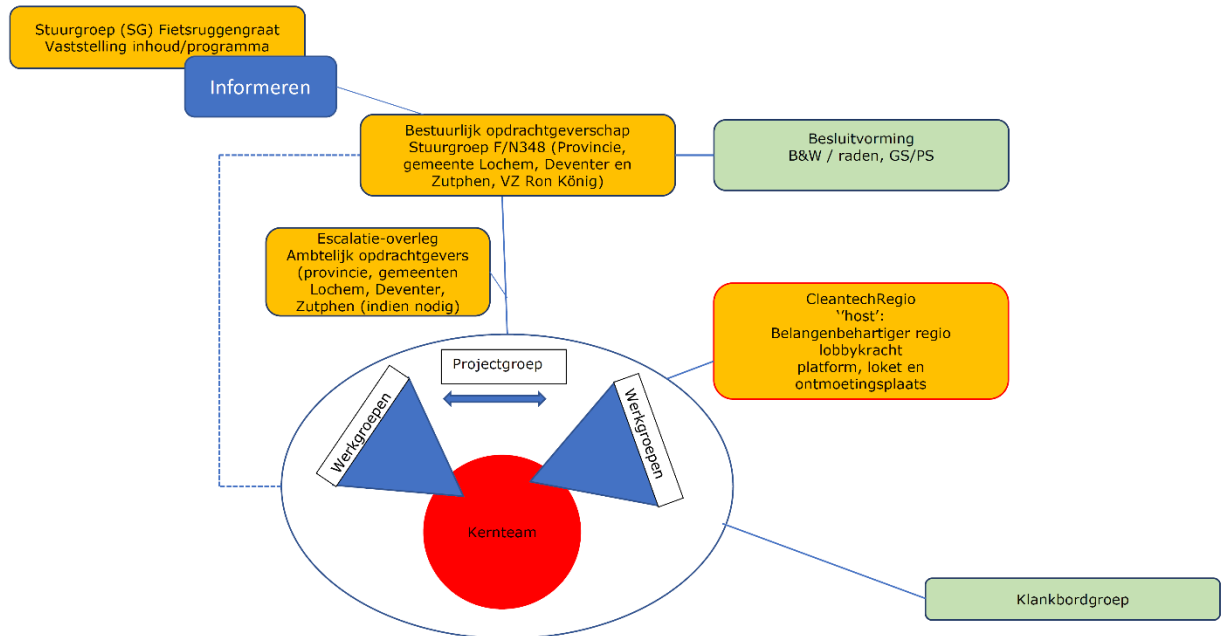 Stuurgroep (SG) Fietsruggengraat
Vaststelling inhoud/programma
Informeren
Bestuurlijk opdrachtgeverschap
Stuurgroep F/N348 (Provincie,
gemeente Lochem, Deventer en
Zutphen, VZ Ron König)
Besluitvorming
B&W / raden, GS/PS
Escalatie-overleg
Ambtelijk opdrachtgevers
(provincie, gemeenten
Lochem, Deventer,
Zutphen (indien nodig)
CleantechRegio
‘’host’:
Belangenbehartiger regio
lobbykracht
platform, loket en
ontmoetingsplaats
Projectgroep
Werkgroepen
Werkgroepen
Kernteam
Klankbordgroep